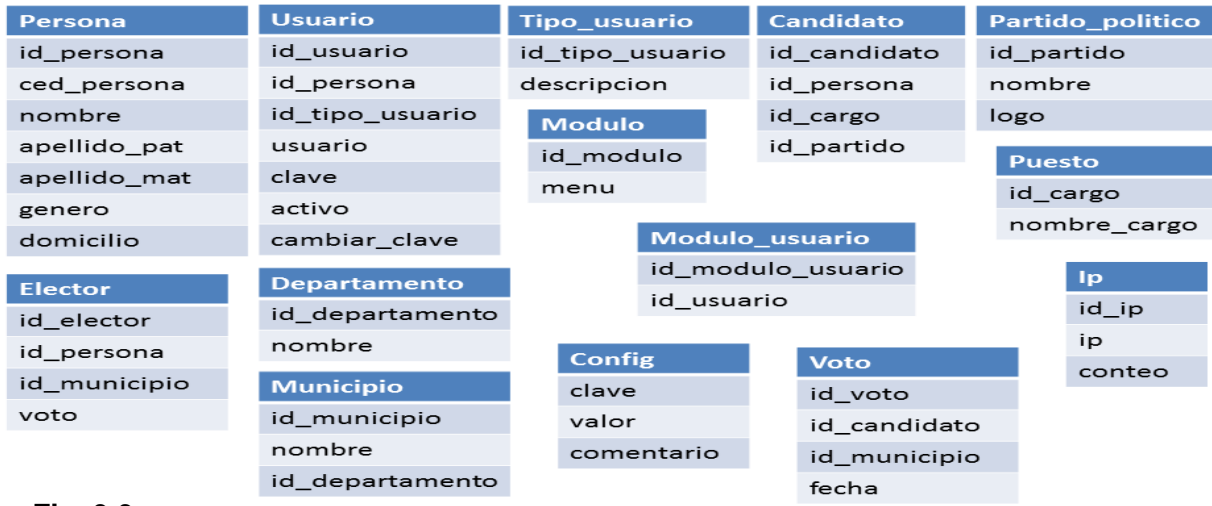 Persona
id_persona
ced_persona
nombre
apellido_pat
apellido_mat
genero
domicilio
Usuario
id_usuario
id_persona
id_tipo_usuario
usuario
clave
activo
cambiar_clave
Tipo_usuario
id_tipo_usuario
descripcion
Candidato
id_candidato
id_persona
id_cargo
id_partido
Partido_politico
id_partido
nombre
logo
Modulo
id_modulo
menu
Puesto
id_cargo
nombre_cargo
Modulo_usuario
id_modulo_usuario
id_usuario
Elector
id_elector
id_persona
id_municipio
voto
Departamento
id_departamento
nombre
Municipio
id_municipio
nombre
id_departamento
Config
clave
valor
comentario
Voto
id_voto
id_candidato
id_municipio
fecha
Ip
id_ip
ip
conteo